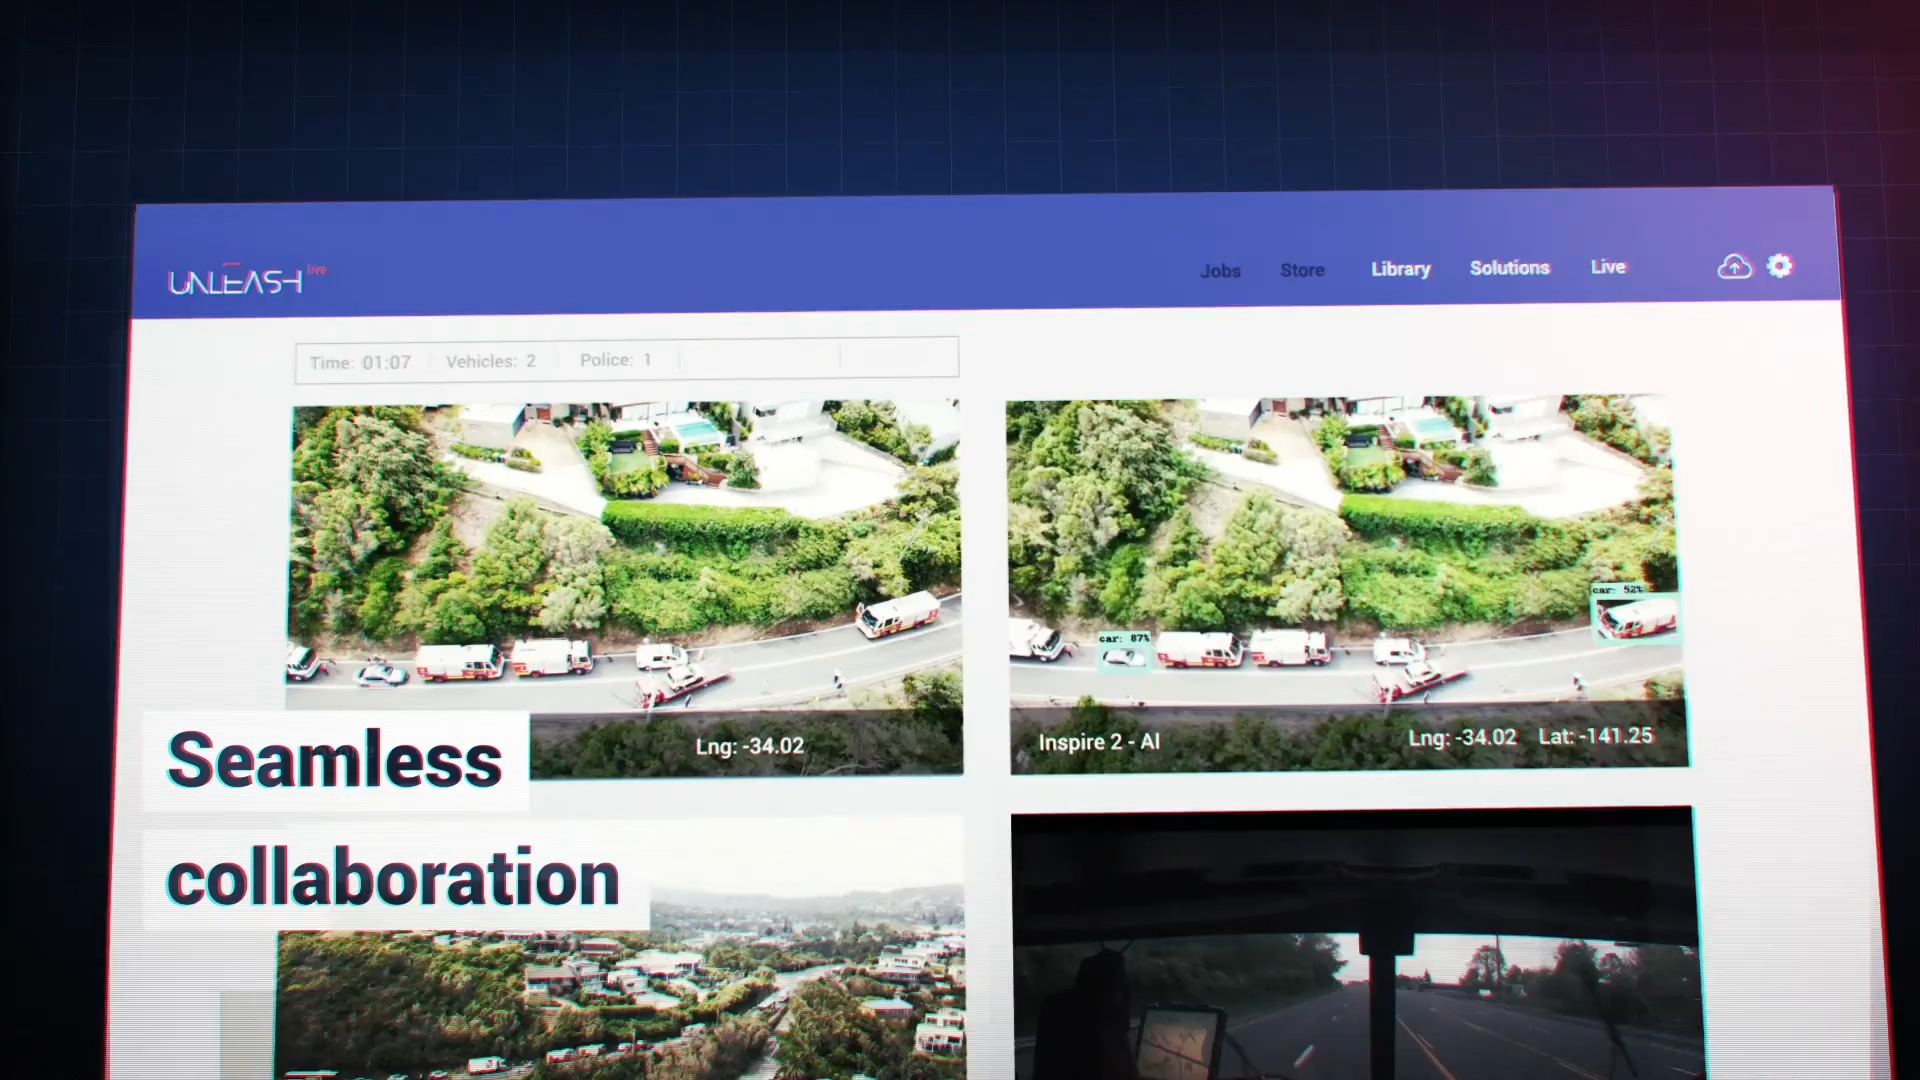 UNLEASH live
Jobs Store Library Solutions Live
Time: 01:07 Vehicles: 2 Police: 1
car: 52%
car: 87%
Lng: -34.02
Inspire 2 - AI Lng: -34.02 Lat: -141.25
Seamless
collaboration